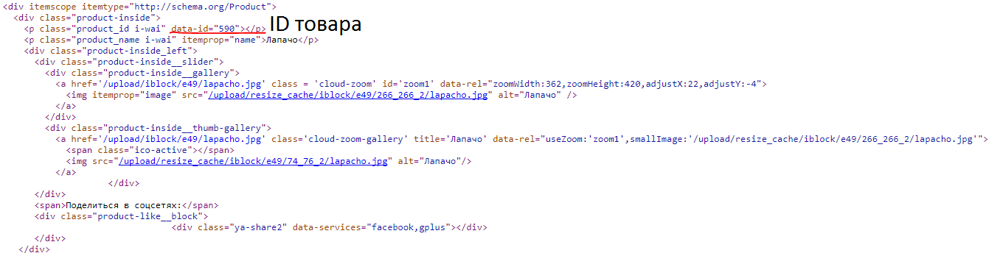 <div itemscope itemtype="http://schema.org/Product">
<div class="product-inside">
<p class="product_id i-wai" data-id="590"></p> ID товара
<p class="product_name i-wai" itemprop="name">Лапачо</p>
<div class="product-inside_left">
<div class="product-inside__slider">
<div class="product-inside__gallery">
<a href='/upload/iblock/e49/lapacho.jpg' class = 'cloud-zoom' id='zoom1' data-rel="zoomWidth:362,zoomHeight:420,adjustX:22,adjustY:-4">
<img itemprop="image" src="/upload/resize_cache/iblock/e49/266_266_2/lapacho.jpg" alt="Лапачо" />
</a>
</div>
<div class="product-inside__thumb-gallery">
<a href='/upload/iblock/e49/lapacho.jpg' class='cloud-zoom-gallery' title='Лапачо' data-rel="useZoom:'zoom1',smallImage:'/upload/resize_cache/iblock/e49/266_266_2/lapacho.jpg'">
<span class="ico-active"></span>
<img src="/upload/resize_cache/iblock/e49/74_76_2/lapacho.jpg" alt="Лапачо"/>
</a>
</div>
</div>
<span>Поделиться в соцсетях:</span>
<div class="product-like__block">
<div class="ya-share2" data-services="facebook,gplus"></div>
</div>
</div>